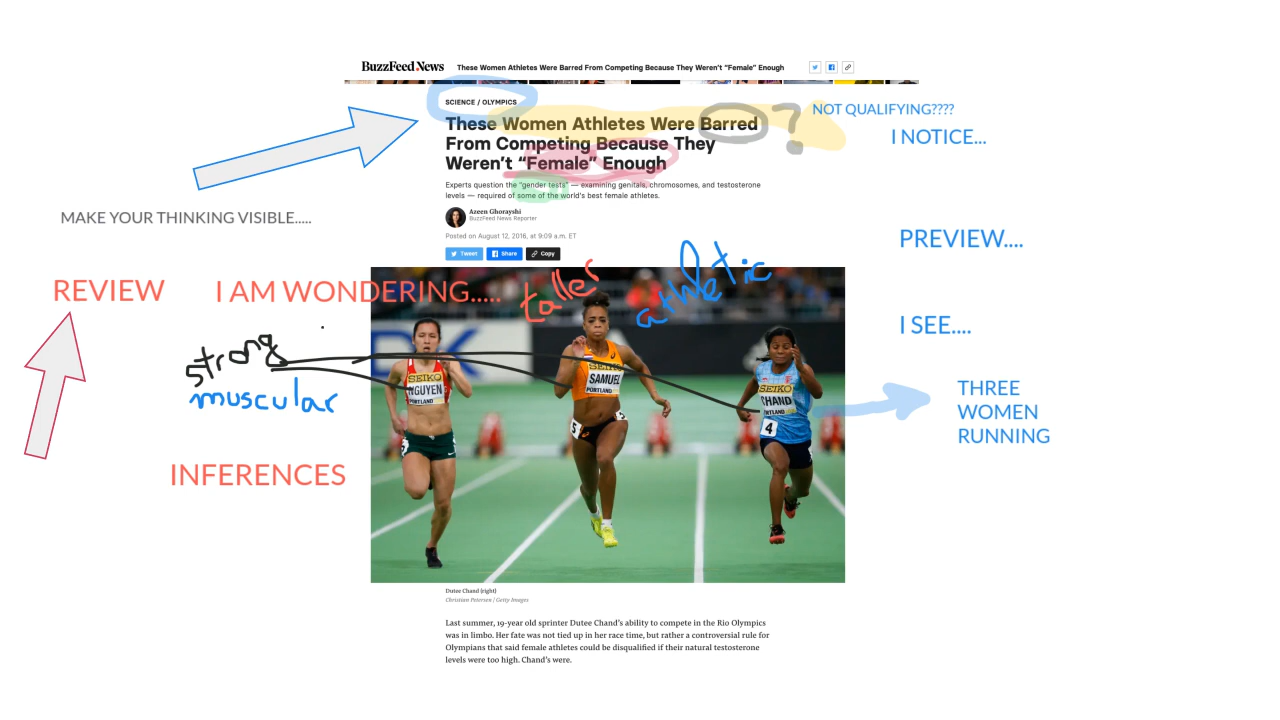 BuzzFeed News These Women Athletes Were Barred From Competing Because They Weren't "Female" Enough
SCIENCE / OLYMPICS
These Women Athletes Were Barred
From Competing Because They
Weren't "Female" Enough
?
NOT QUALIFYING????
I NOTICE...
Experts question the "gender tests" — examining genitals, chromosomes, and testosterone
levels — required of some of the world's best female athletes.
Azeen Ghorayshi
BuzzFeed News Reporter
Posted on August 12, 2016, at 9:09 a.m. ET
Tweet Share Copy
MAKE YOUR THINKING VISIBLE.....
PREVIEW....
REVIEW
I AM WONDERING.....
taller
athletic
I SEE....
strong
muscular
THREE
WOMEN
RUNNING
INFERENCES
SEIKO
NGUYEN
PORTLAND
SEIKO
SAMUEL
PORTLAND
5
5
SEIKO
CHAND
PORTLAND
4
Dutee Chand (right)
Christian Petersen / Getty Images
Last summer, 19-year old sprinter Dutee Chand's ability to compete in the Rio Olympics
was in limbo. Her fate was not tied up in her race time, but rather a controversial rule for
Olympians that said female athletes could be disqualified if their natural testosterone
levels were too high. Chand's were.